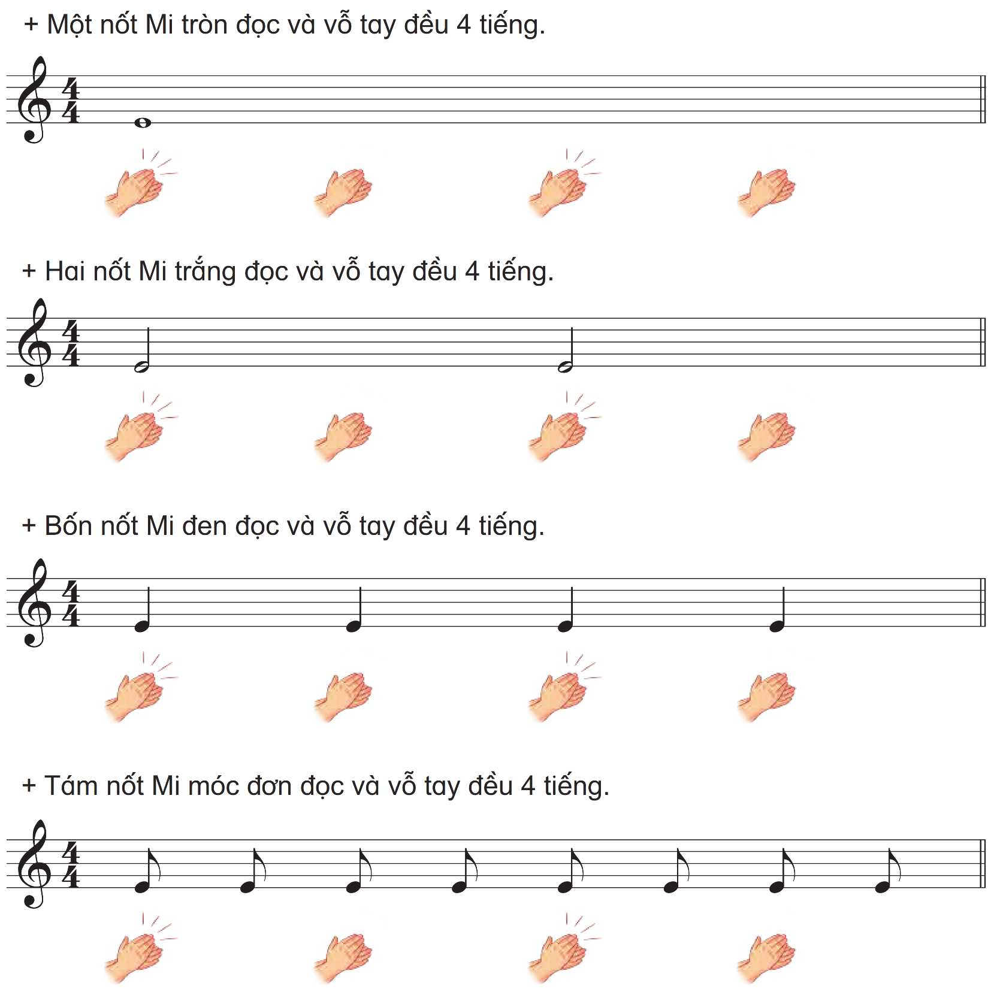 + Một nốt Mi tròn đọc và vỗ tay đều 4 tiếng.
4
4
+ Hai nốt Mi trắng đọc và vỗ tay đều 4 tiếng.
4
4
+ Bốn nốt Mi đen đọc và vỗ tay đều 4 tiếng.
4
4
+ Tám nốt Mi móc đơn đọc và vỗ tay đều 4 tiếng.
4
4